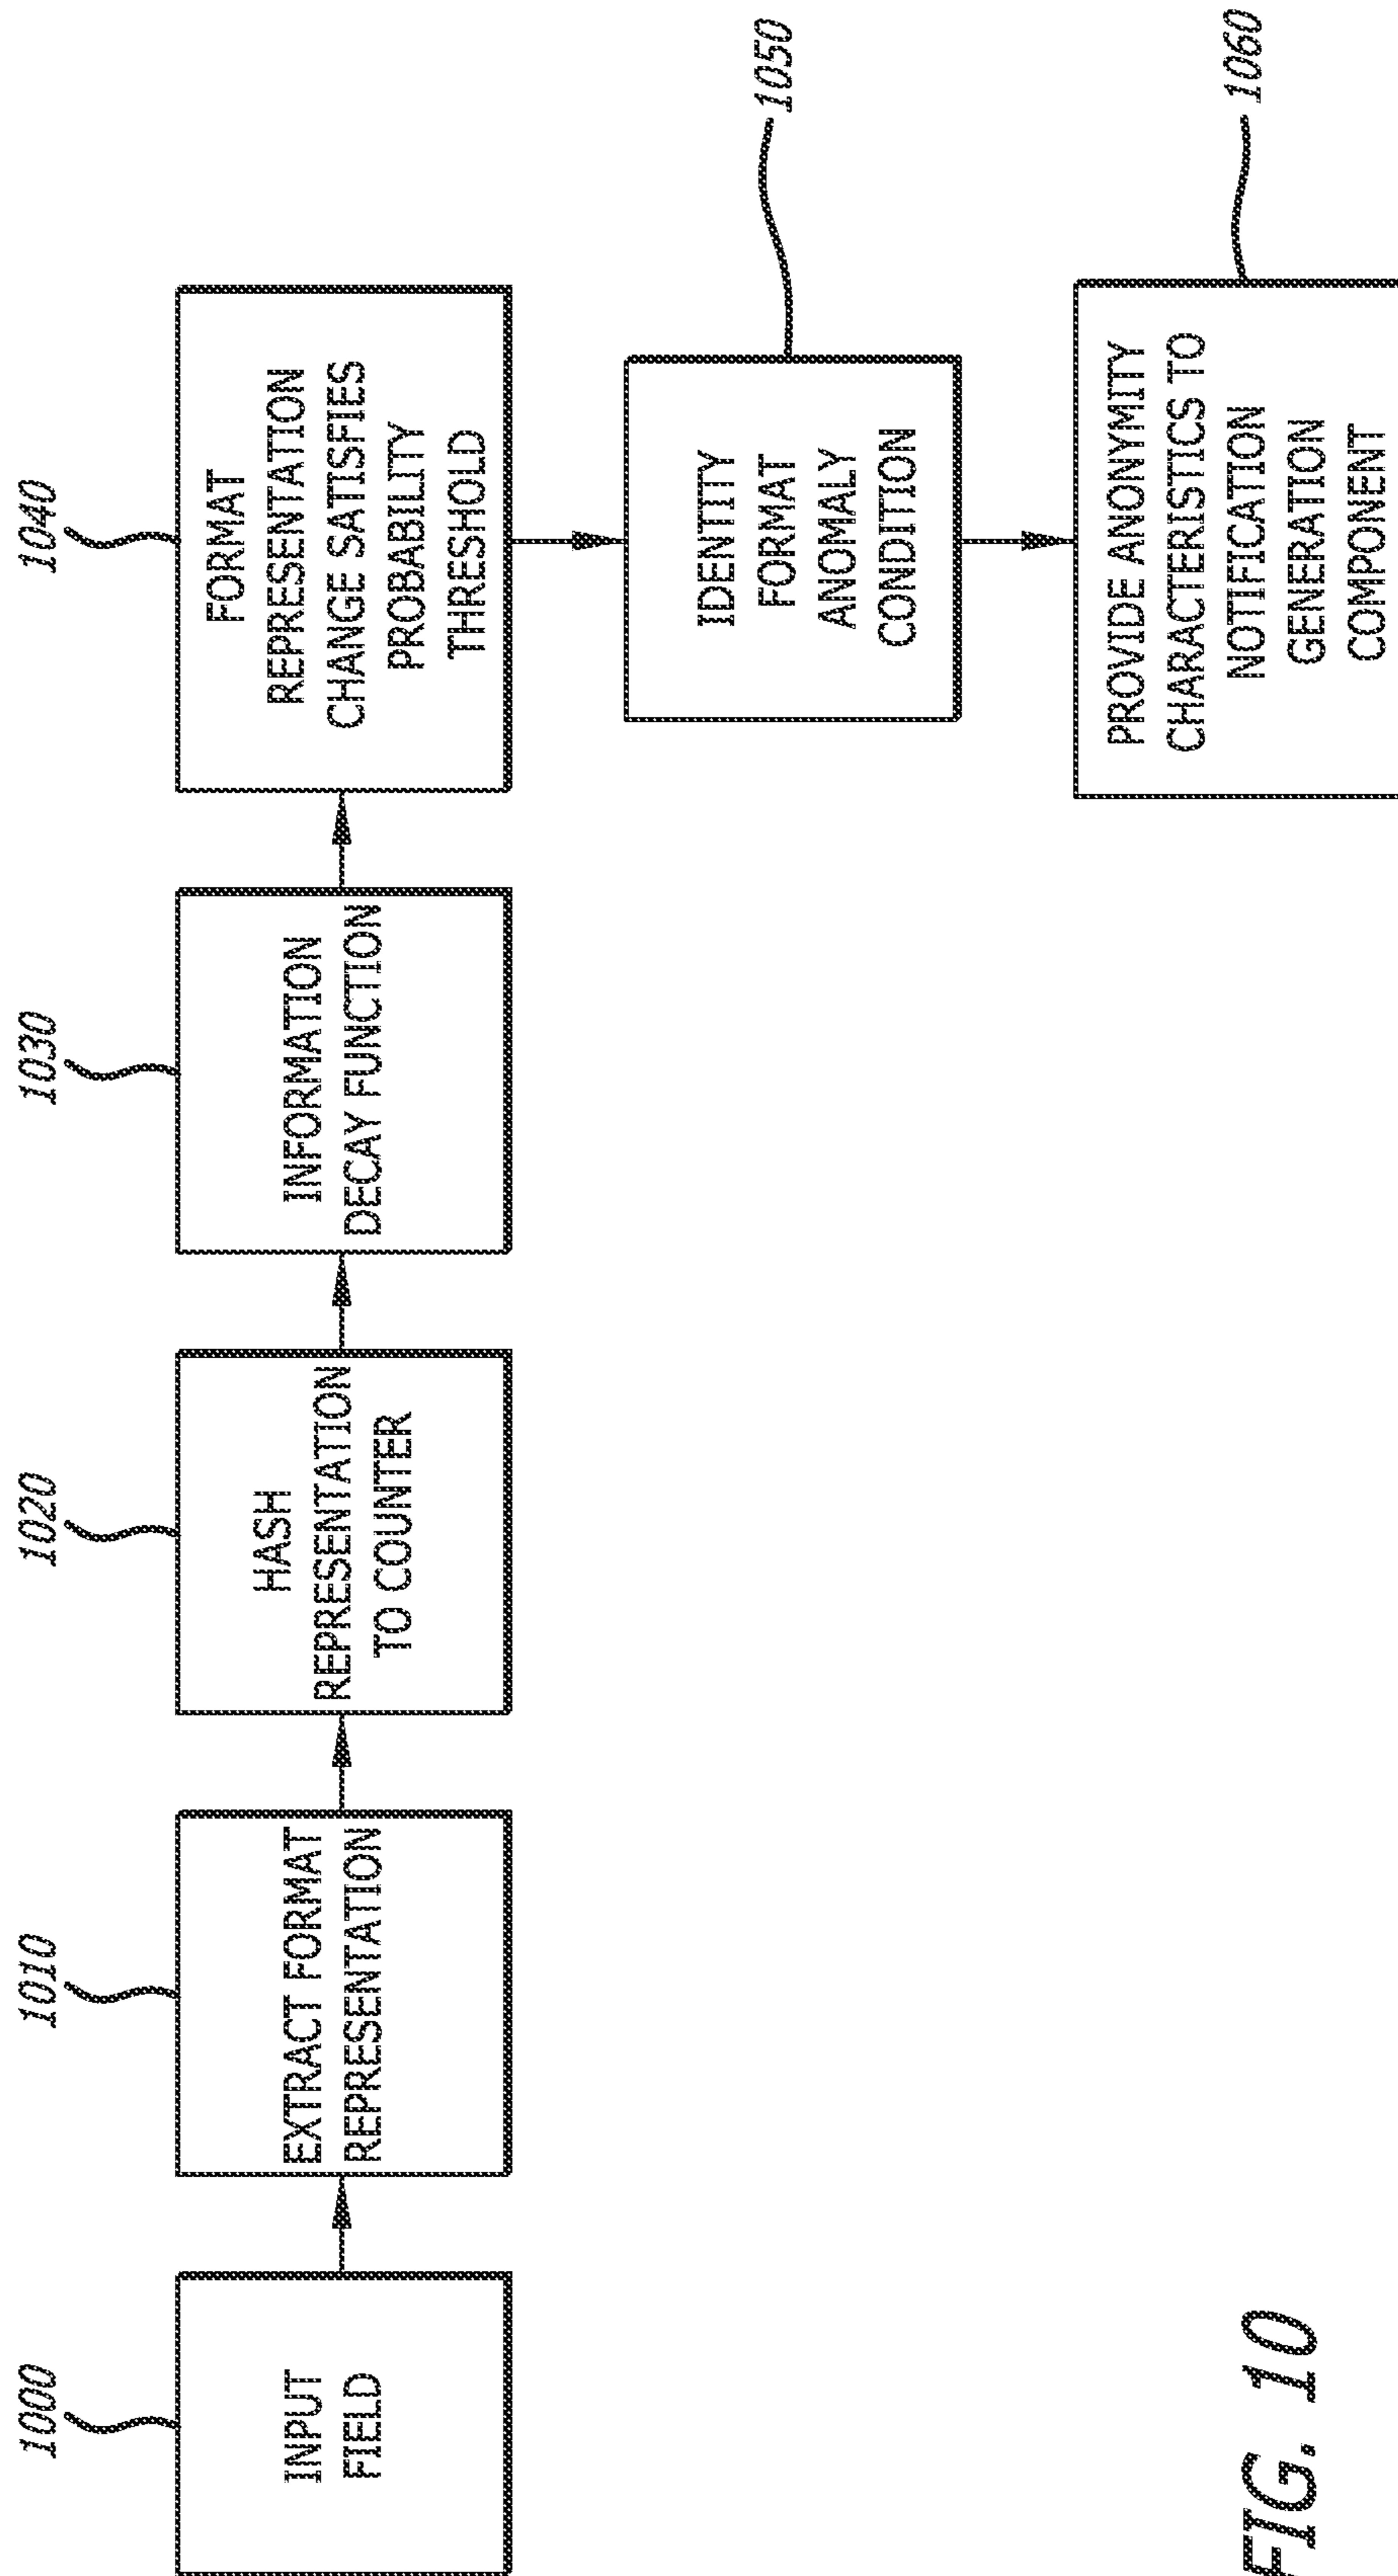 1000
INPUT
FIELD
1010
EXTRACT FORMAT
REPRESENTATION
1020
HASH
REPRESENTATION
TO COUNTER
1030
INFORMATION
DECAY FUNCTION
1040
FORMAT
REPRESENTATION
CHANGE SATISFIES
PROBABILITY
THRESHOLD
IDENTITY
FORMAT
ANOMALY
CONDITION
1050
PROVIDE ANONYMITY
CHARACTERISTICS TO
NOTIFICATION
GENERATION
COMPONENT
1060
FIG. 10